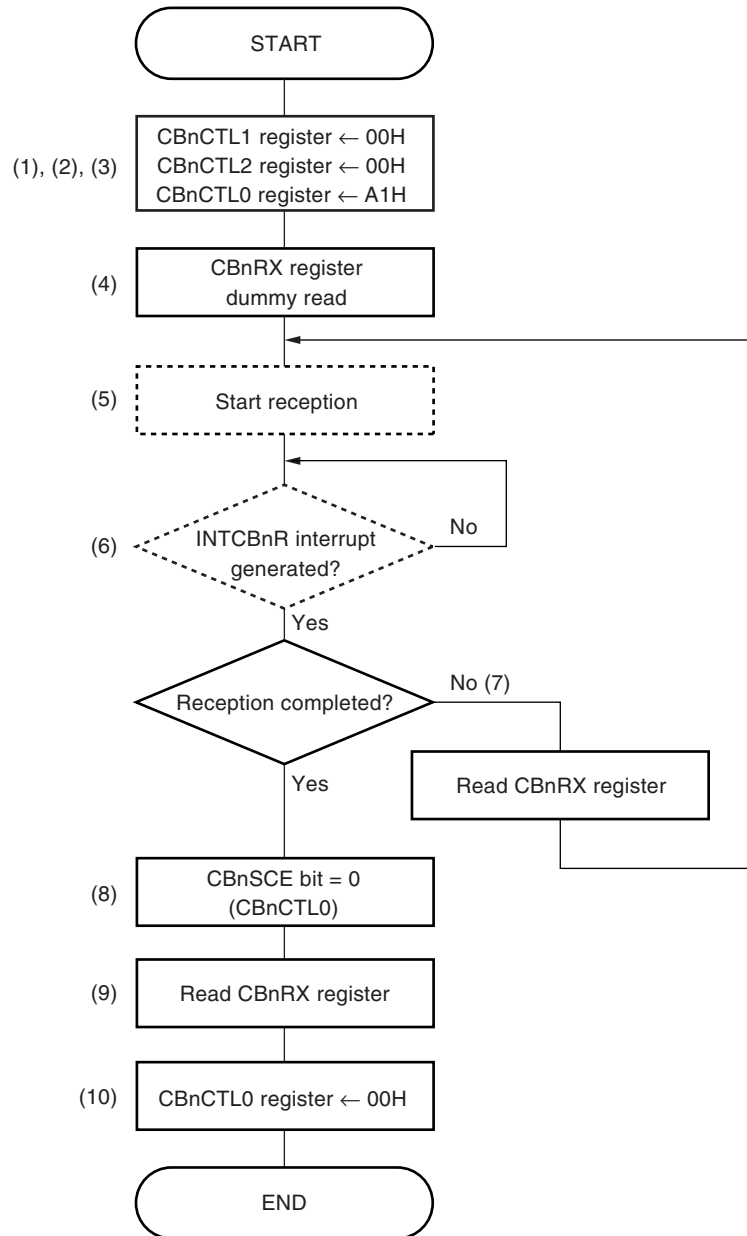 START
(1), (2), (3)
CBnCTL1 register ← 00H
CBnCTL2 register ← 00H
CBnCTL0 register ← A1H
(4)
CBnRX register
dummy read
(5)
Start reception
(6)
INTCBnR interrupt
generated?
No
Yes
Reception completed?
No (7)
Yes
Read CBnRX register
(8)
CBnSCE bit = 0
(CBnCTL0)
(9)
Read CBnRX register
(10)
CBnCTL0 register ← 00H
END